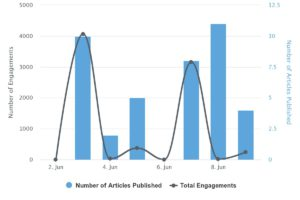 5000
4000
3000
2000
1000
0
12.5
10
7.5
5
2.5
0
Number of Engagements
Number of Articles Published
2. Jun
4. Jun
6. Jun
8. Jun
Number of Articles Published
Total Engagements